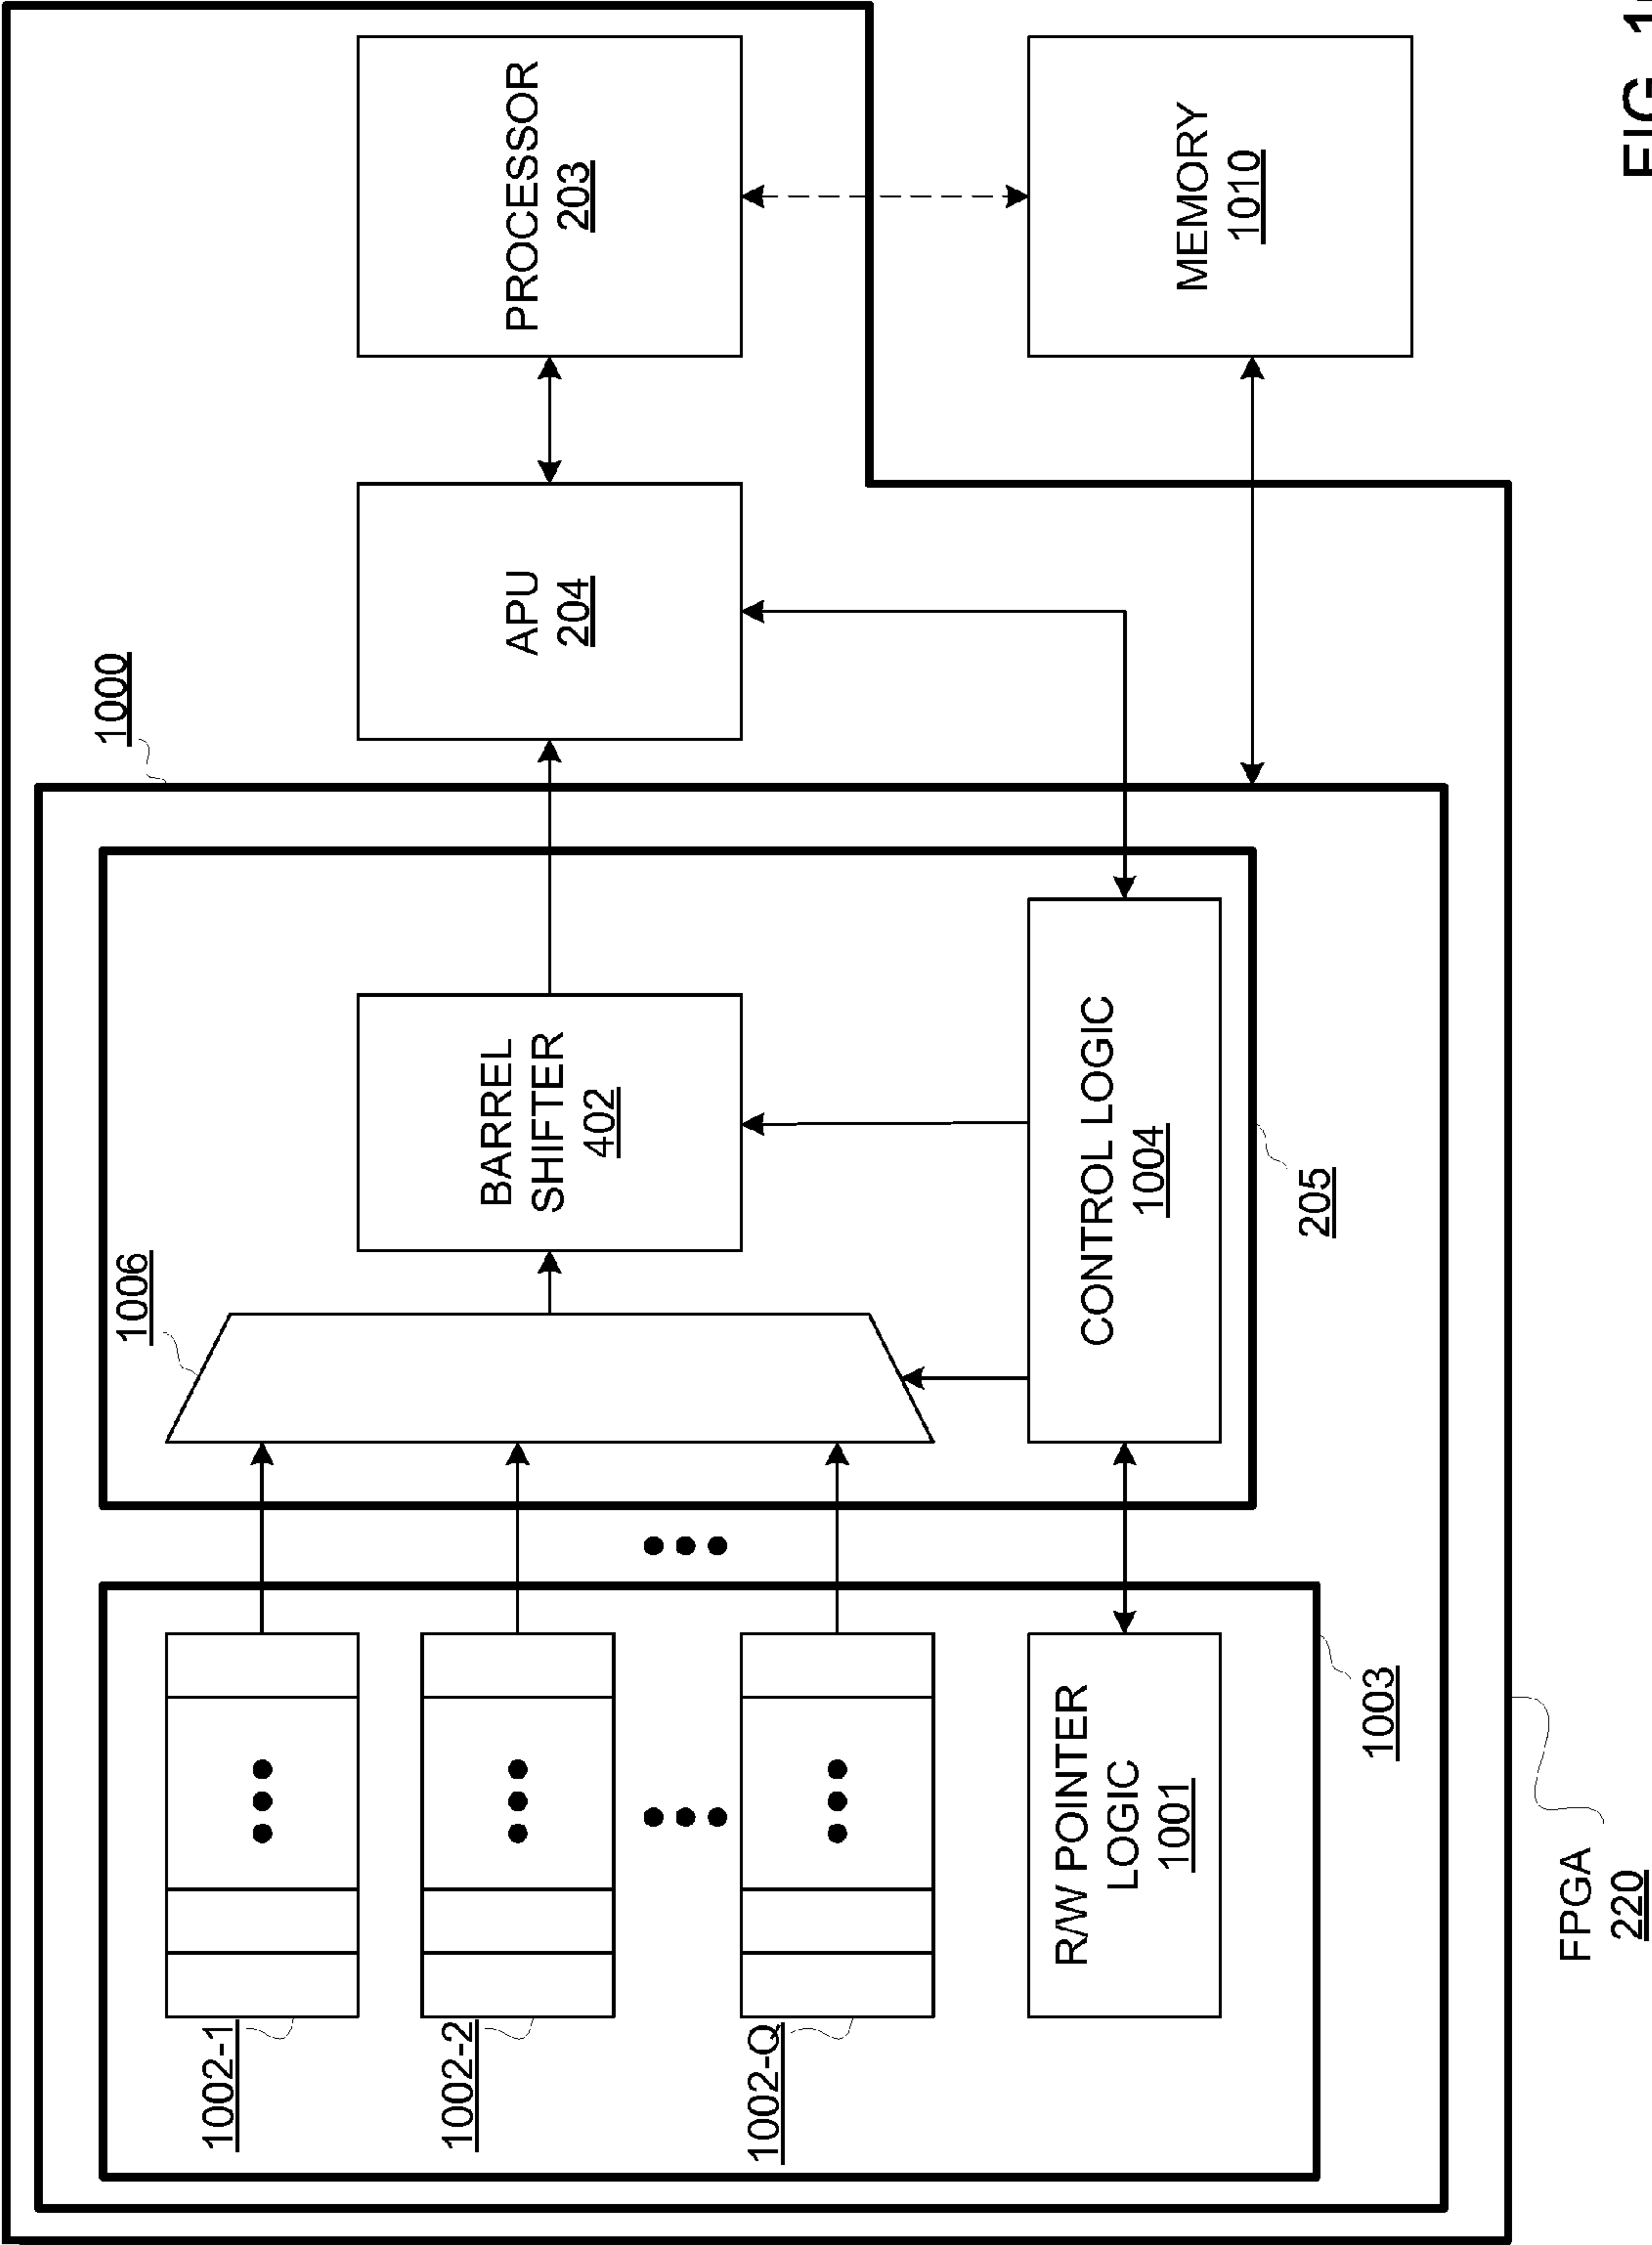 1000
1006
1002-1
1002-2
BARREL
SHIFTER
402
APU
204
PROCESSOR
203
1002-Q
R/W POINTER
LOGIC
1001
CONTROL LOGIC
1004
MEMORY
1010
205
1003
FPGA
220
FIG. 1